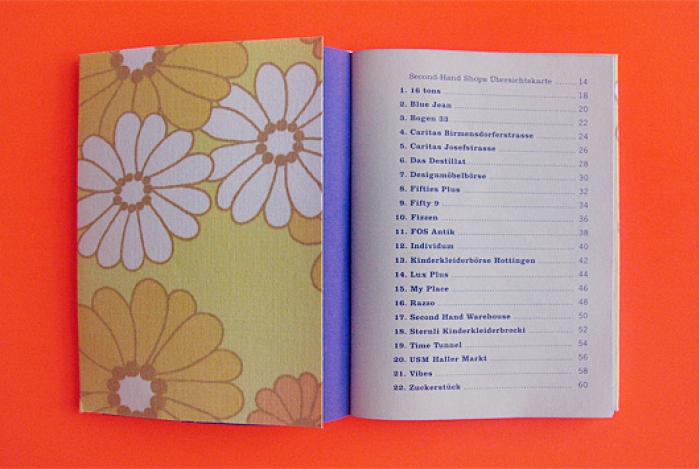 Second-Hand Shops Übersichtskarte 14
1. 16 tons 18
2. Blue Jean 20
3. Bogen 33 22
4. Caritas Birmensdorferstrasse 24
5. Caritas Josefstrasse 26
6. Das Destillat 28
7. Designmöbelbörse 30
8. Fifties Plus 32
9. Fifty 9 34
10. Fizzen 36
11. FOS Antik 38
12. Individum 40
13. Kinderkleiderbörse Hottingen 42
14. Lux Plus 44
15. My Place 46
16. Razzo 48
17. Second Hand Warehouse 50
18. Sternli Kinderkleiderbrocki 52
19. Time Tunnel 54
20. USM Haller Markt 56
21. Vibes 58
22. Zuckerstück 60